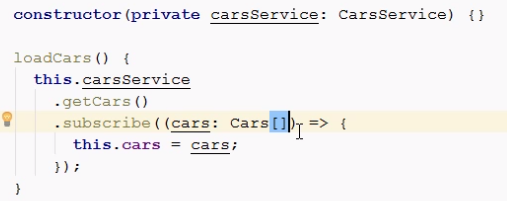 constructor(private carsService: CarsService) {}
loadCars() {
this.carsService
.getCars()
.subscribe((cars: Cars[]) => {
this.cars = cars;
});
}